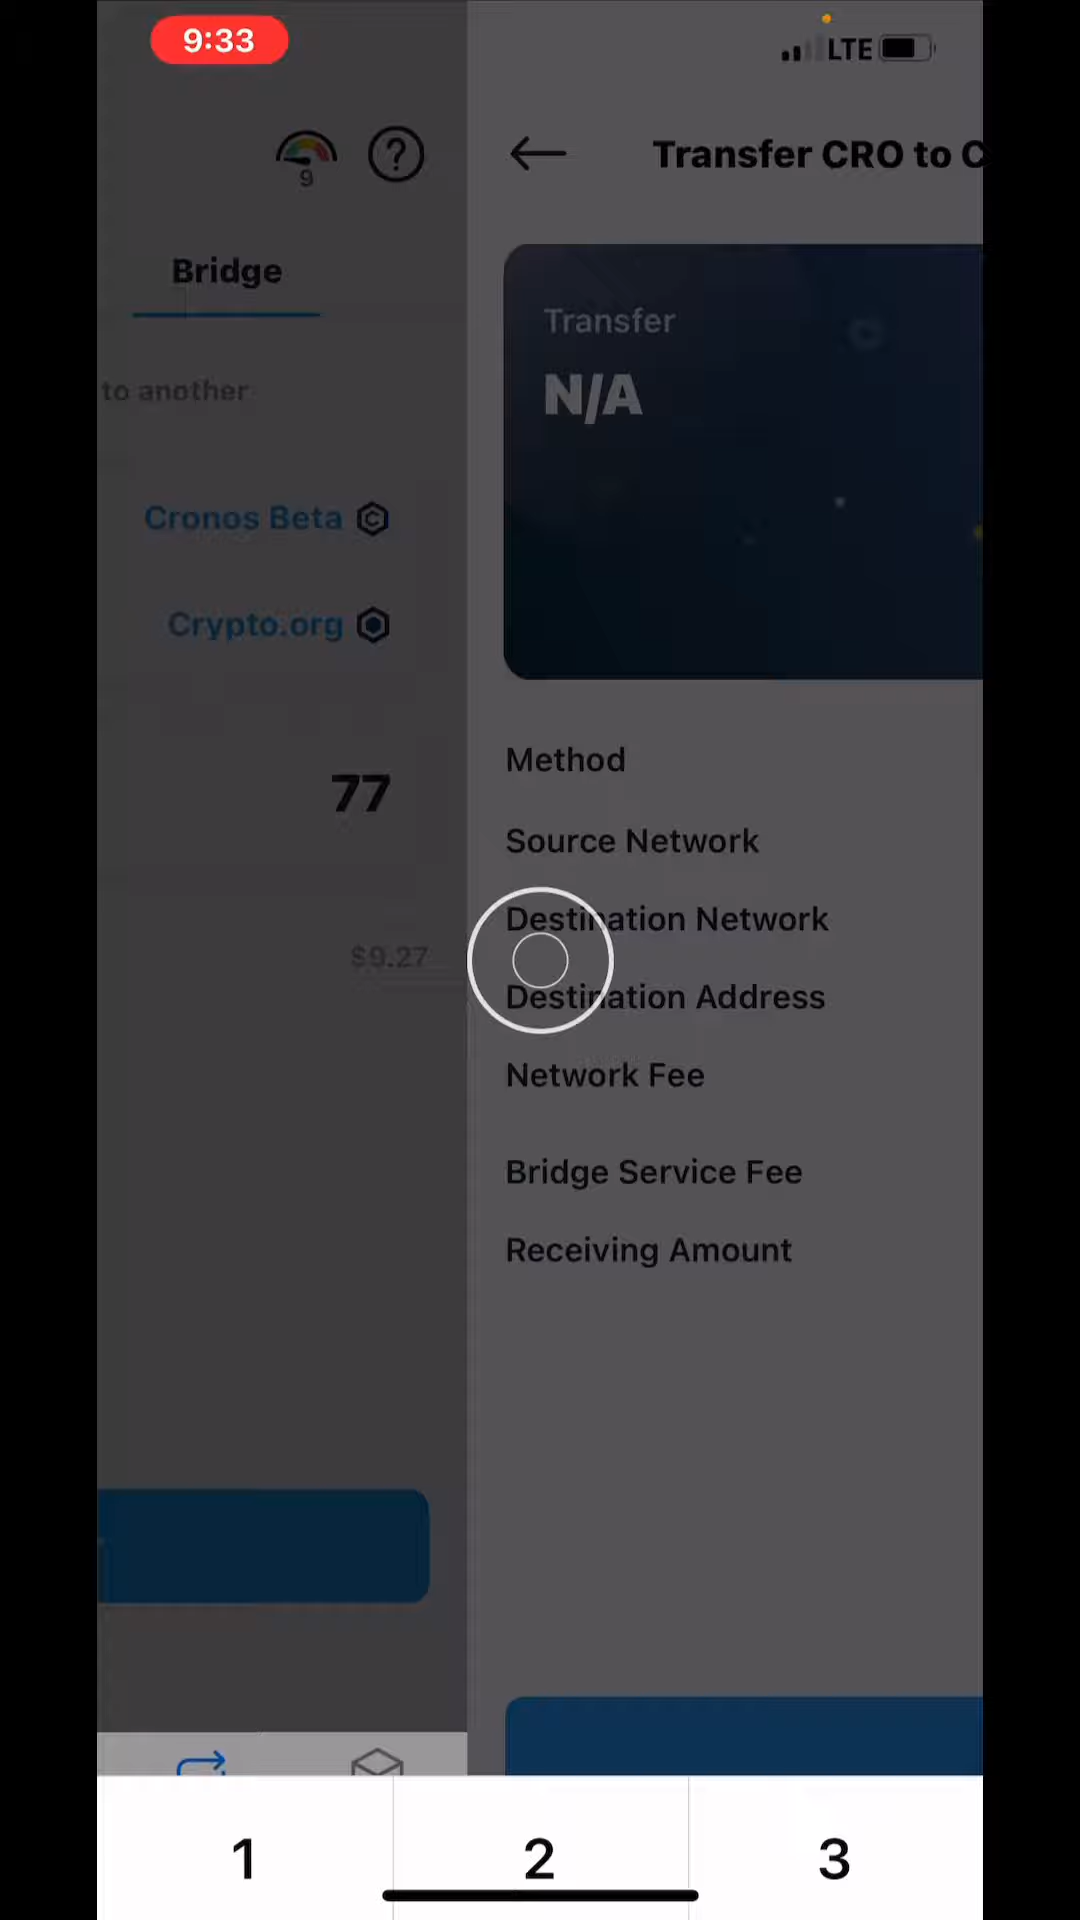 9:33
LTE
9
?
Transfer CRO to C
Bridge
Transfer
N/A
to another
Cronos Beta
Crypto.org
77
$9.27
Method
Source Network
Destination Network
Destination Address
Network Fee
Bridge Service Fee
Receiving Amount
1
2
3